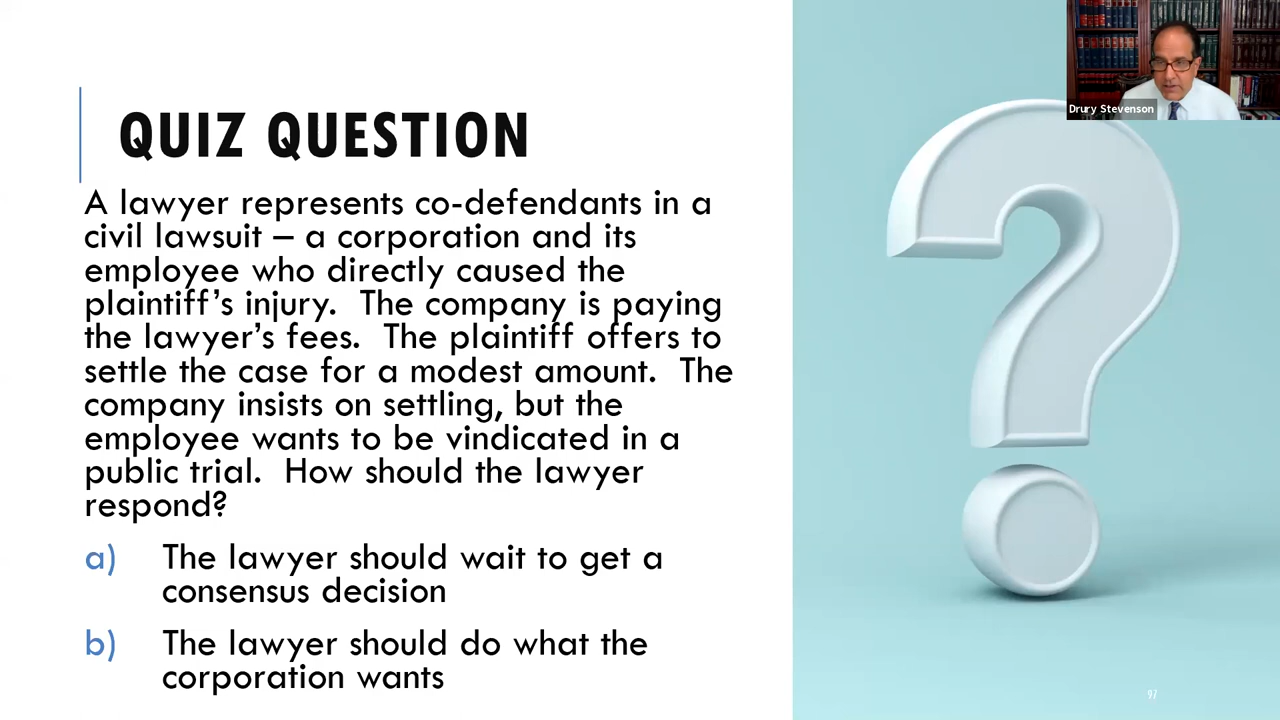 Drury Stevenson
QUIZ QUESTION
A lawyer represents co-defendants in a
civil lawsuit – a corporation and its
employee who directly caused the
plaintiff’s injury.  The company is paying
the lawyer’s fees.  The plaintiff offers to
settle the case for a modest amount.  The
company insists on settling, but the
employee wants to be vindicated in a
public trial.  How should the lawyer
respond?
a) The lawyer should wait to get a
consensus decision
b) The lawyer should do what the
corporation wants
97